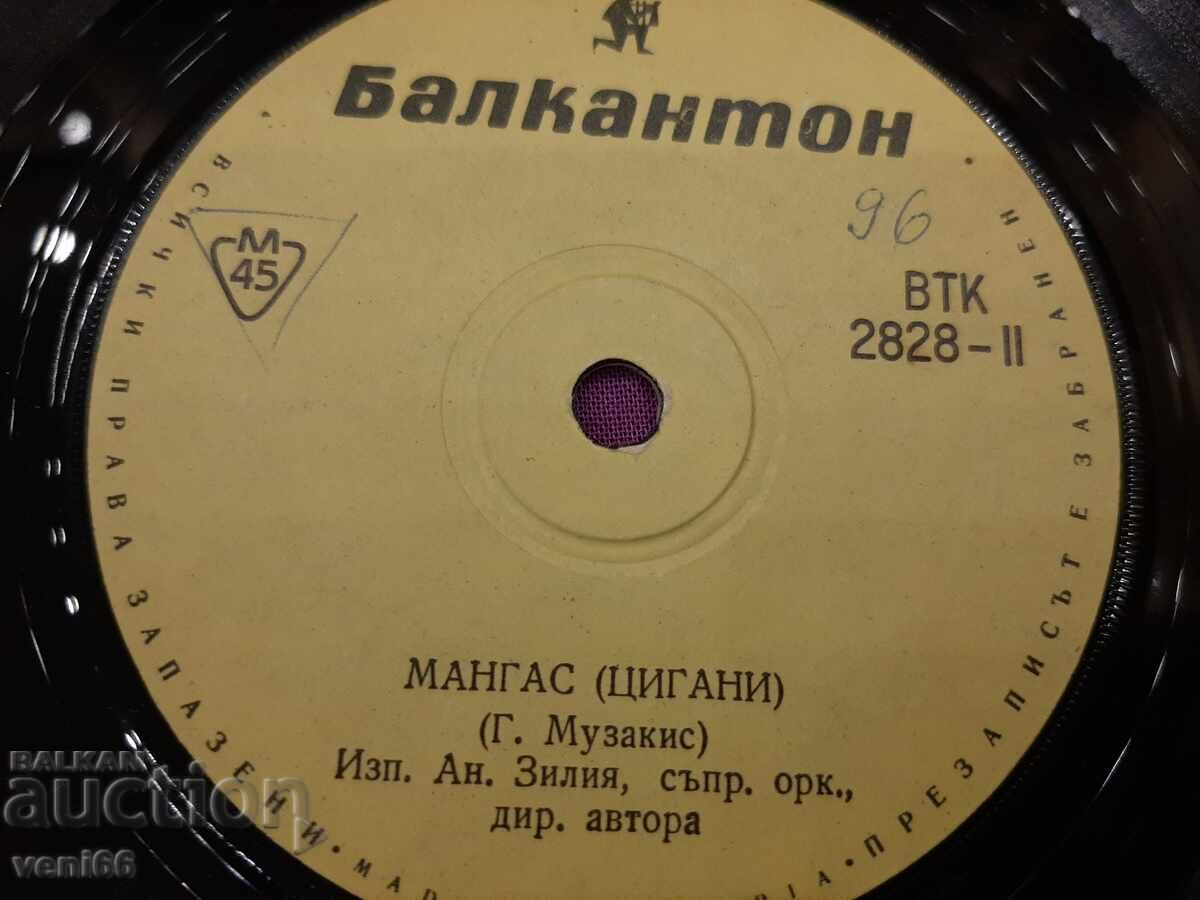 Балкантон
96
М
45
ВТК
2828-II
МАНГАС (ЦИГАНИ)
(Г. Музакис)
Изп. Ан. Зилия, съпр. орк.,
дир. автора
ВСИЧКИ ПРАВА ЗАПАЗЕНИ
ПРЕЗАПИСЪТ Е ЗАБРАНЕН
BALKAN
auction
veni66